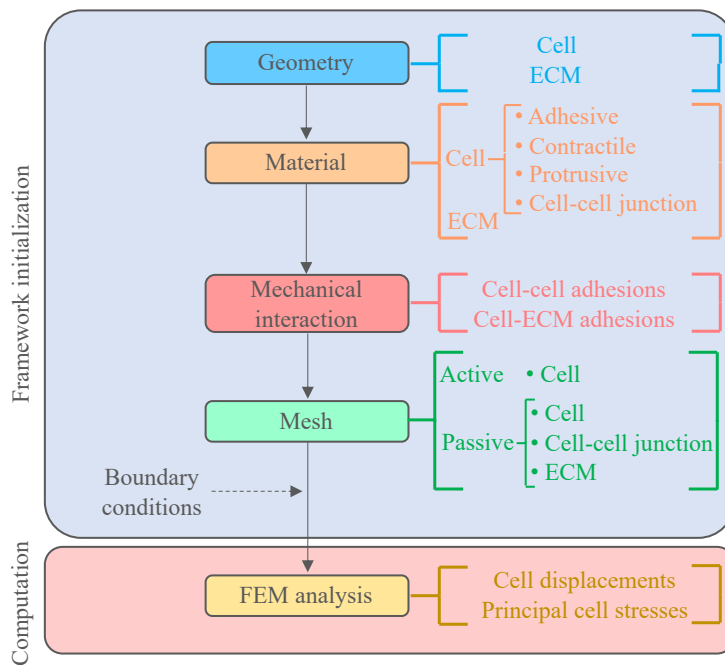 Framework initialization
Geometry
Cell
ECM
Material
Cell
• Adhesive
• Contractile
• Protrusive
• Cell-cell junction
ECM
Mechanical
interaction
Cell-cell adhesions
Cell-ECM adhesions
Mesh
Active • Cell
Passive
• Cell
• Cell-cell junction
• ECM
Boundary
conditions
Computation
FEM analysis
Cell displacements
Principal cell stresses